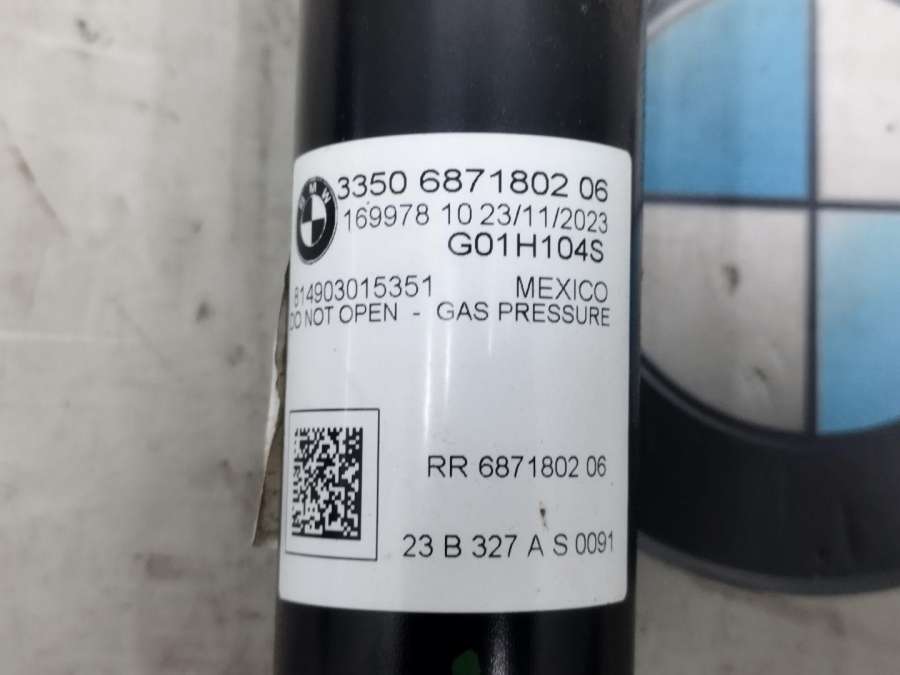 BMW
3350 6871802 06
169978 10 23/11/2023
G01H104S
814903015351 MEXICO
DO NOT OPEN - GAS PRESSURE
RR 6871802 06
23 B 327 A S 0091